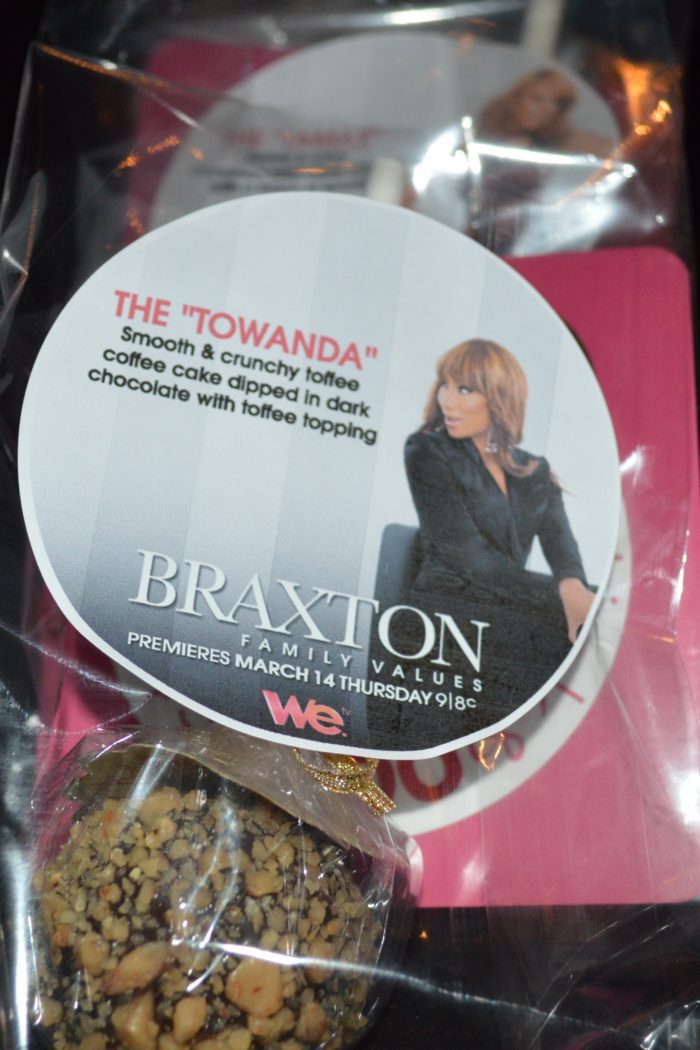 THE "TOWANDA"
Smooth & crunchy toffee
coffee cake dipped in dark
chocolate with toffee topping
BRAXTON
FAMILY VALUES
PREMIERES MARCH 14 THURSDAY 9|8c
We